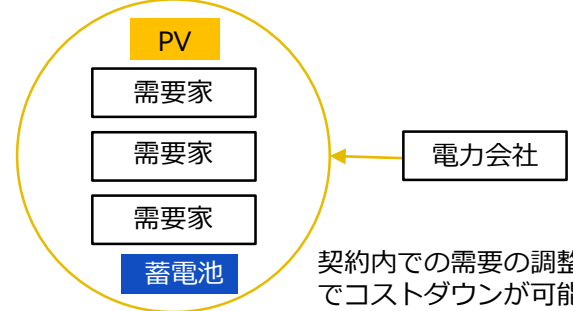 PV
需要家
需要家
電力会社
需要家
蓄電池
契約内での需要の調整
でコストダウンが可能